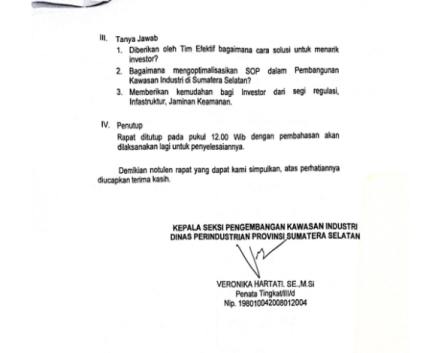 III. Tanya Jawab
1. Diberikan oleh Tim Efektif bagaimana cara solusi untuk menarik
investor?
2. Bagaimana mengoptimalisasikan SOP dalam Pembangunan
Kawasan Industri di Sumatera Selatan?
3. Memberikan kemudahan bagi Investor dari segi regulasi,
Infastruktur, Jaminan Keamanan.
IV. Penutup
Rapat ditutup pada pukul 12.00 Wib dengan pembahasan akan
dilaksanakan lagi untuk penyelesaiannya.
Demikian notulen rapat yang dapat kami simpulkan, atas perhatiannya
diucapkan terima kasih.
KEPALA SEKSI PENGEMBANGAN KAWASAN INDUSTRI
DINAS PERINDUSTRIAN PROVINSI SUMATERA SELATAN
VERONIKA HARTATI. SE.,M.Si
Penata Tingkat/III/d
Nip. 198010042008012004